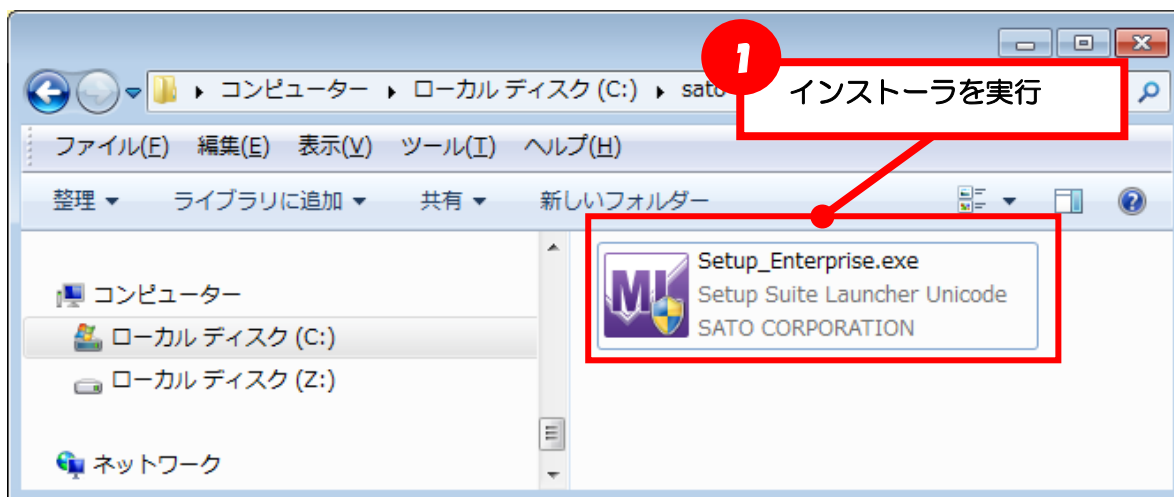 1
インストーラを実行
コンピューター ローカル ディスク (C:) sato
ファイル(F) 編集(E) 表示(V) ツール(T) ヘルプ(H)
整理 ライブラリに追加 共有 新しいフォルダー
コンピューター
ローカル ディスク (C:)
ローカル ディスク (Z:)
ネットワーク
MI
Setup_Enterprise.exe
Setup Suite Launcher Unicode
SATO CORPORATION